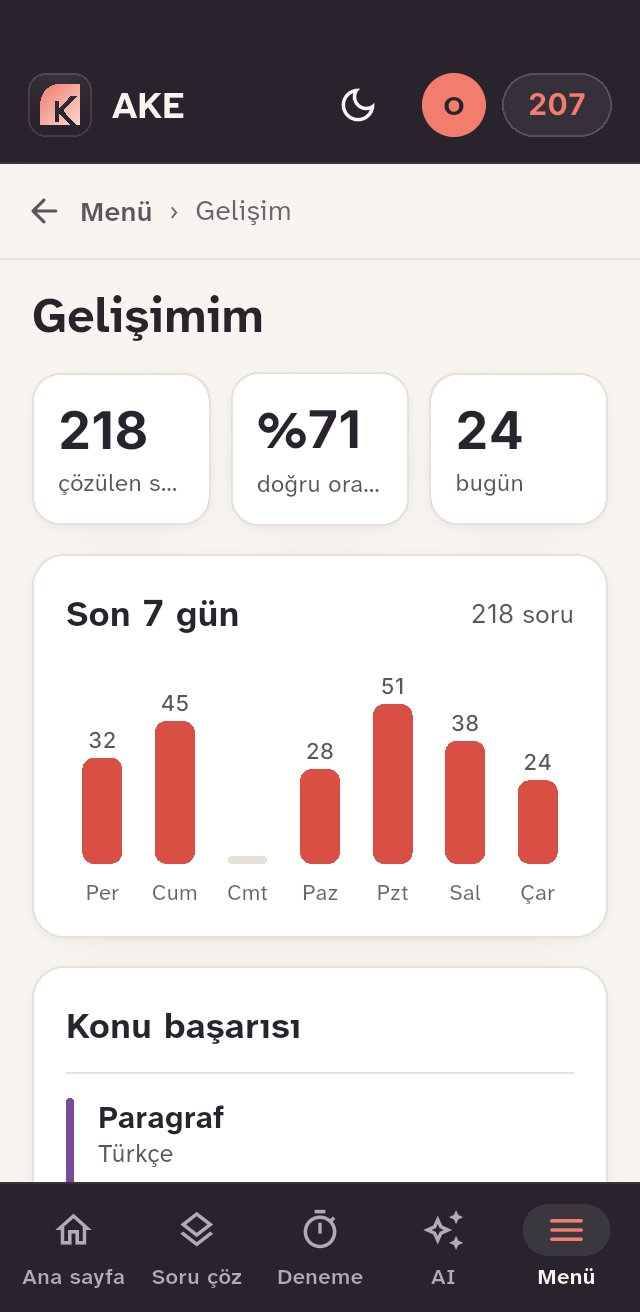 K AKE O 207
← Menü › Gelişim
Gelişimim
218 %71 24
çözülen s... doğru ora... bugün
Son 7 gün 218 soru
32 45 28 51 38 24
Per Cum Cmt Paz Pzt Sal Çar
Konu başarısı
Paragraf
Türkçe
Ana sayfa Soru çöz Deneme AI Menü